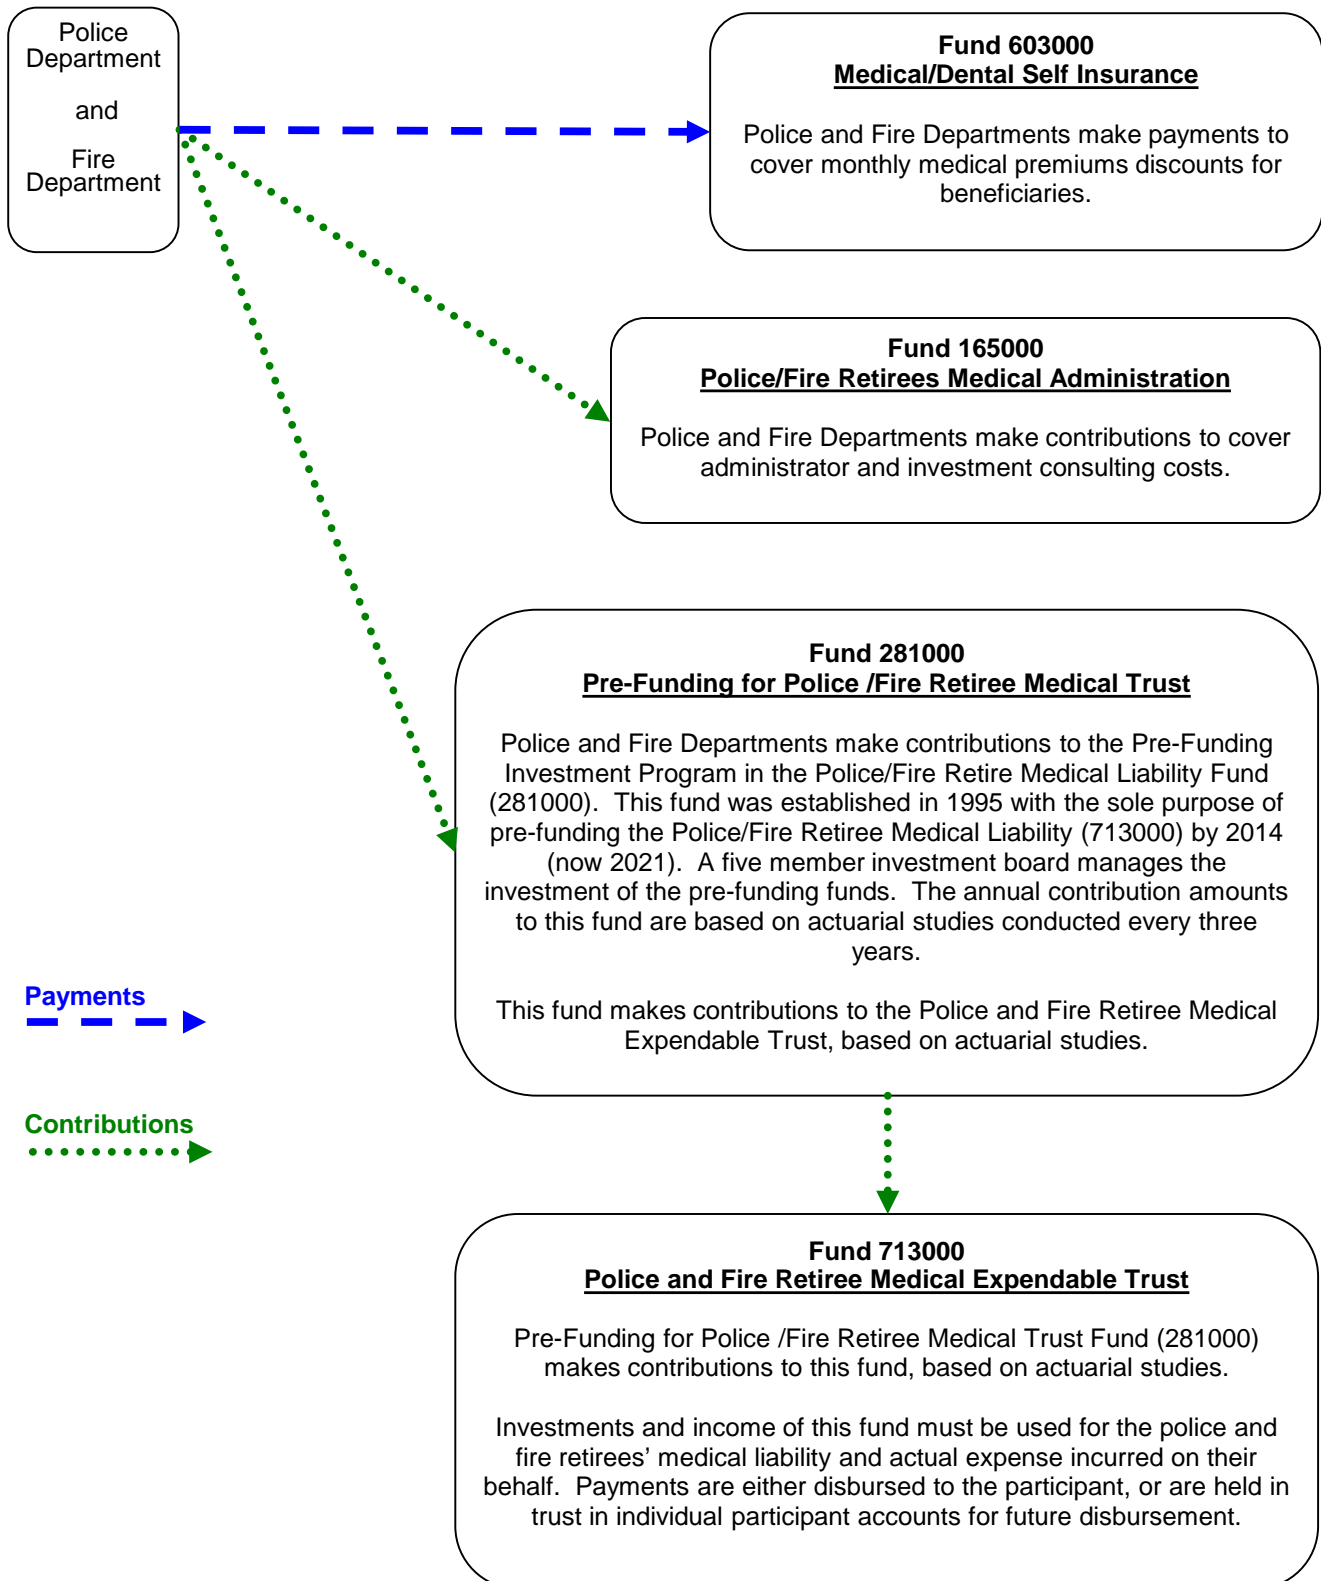 Police
Department
and
Fire
Department
Fund 603000
Medical/Dental Self Insurance
Police and Fire Departments make payments to
cover monthly medical premiums discounts for
beneficiaries.
Fund 165000
Police/Fire Retirees Medical Administration
Police and Fire Departments make contributions to cover
administrator and investment consulting costs.
Fund 281000
Pre-Funding for Police /Fire Retiree Medical Trust
Police and Fire Departments make contributions to the Pre-Funding
Investment Program in the Police/Fire Retire Medical Liability Fund
(281000).  This fund was established in 1995 with the sole purpose of
pre-funding the Police/Fire Retiree Medical Liability (713000) by 2014
(now 2021).  A five member investment board manages the
investment of the pre-funding funds.  The annual contribution amounts
to this fund are based on actuarial studies conducted every three
years.
This fund makes contributions to the Police and Fire Retiree Medical
Expendable Trust, based on actuarial studies.
Payments
Contributions
Fund 713000
Police and Fire Retiree Medical Expendable Trust
Pre-Funding for Police /Fire Retiree Medical Trust Fund (281000)
makes contributions to this fund, based on actuarial studies.
Investments and income of this fund must be used for the police and
fire retirees’ medical liability and actual expense incurred on their
behalf.  Payments are either disbursed to the participant, or are held in
trust in individual participant accounts for future disbursement.